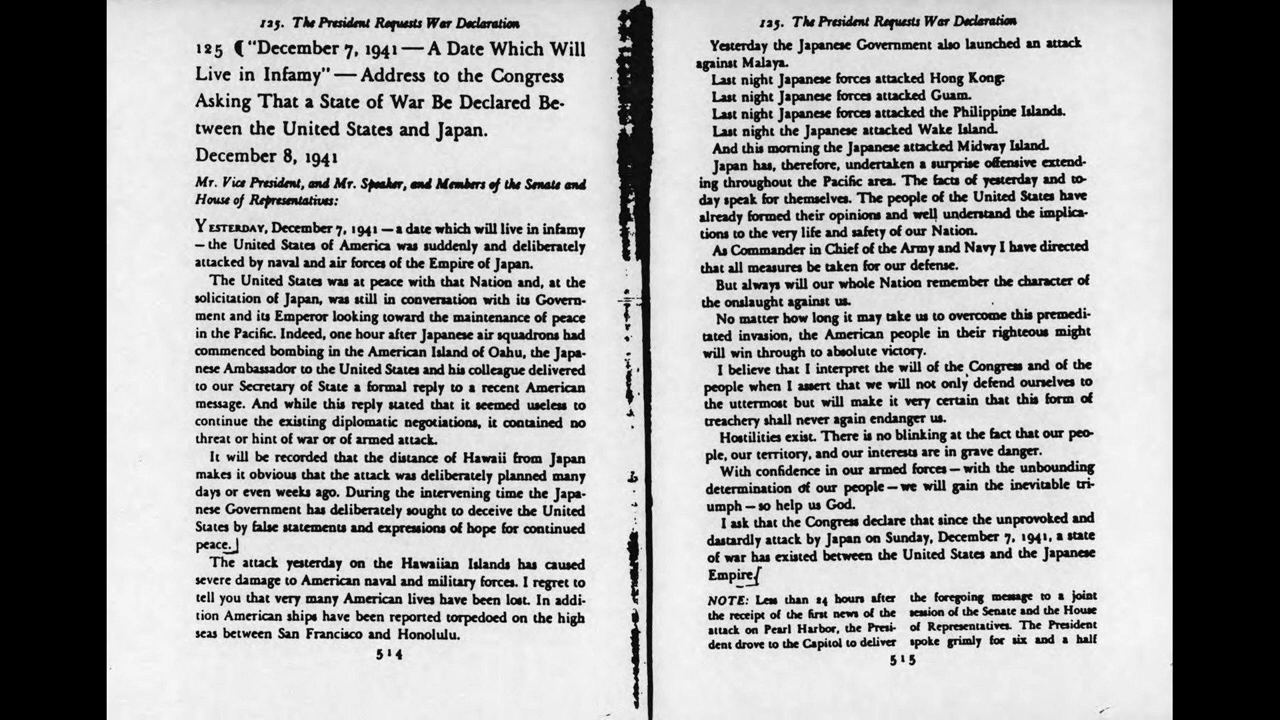 125. The President Requests War Declaration
125 ("December 7, 1941 — A Date Which Will
Live in Infamy" — Address to the Congress
Asking That a State of War Be Declared Be-
tween the United States and Japan.
December 8, 1941
Mr. Vice President, and Mr. Speaker, and Members of the Senate and
House of Representatives:
YESTERDAY, December 7, 1941 — a date which will live in infamy
— the United States of America was suddenly and deliberately
attacked by naval and air forces of the Empire of Japan.
The United States was at peace with that Nation and, at the
solicitation of Japan, was still in conversation with its Govern-
ment and its Emperor looking toward the maintenance of peace
in the Pacific. Indeed, one hour after Japanese air squadrons had
commenced bombing in the American Island of Oahu, the Japa-
nese Ambassador to the United States and his colleague delivered
to our Secretary of State a formal reply to a recent American
message. And while this reply stated that it seemed useless to
continue the existing diplomatic negotiations, it contained no
threat or hint of war or of armed attack.
It will be recorded that the distance of Hawaii from Japan
makes it obvious that the attack was deliberately planned many
days or even weeks ago. During the intervening time the Japa-
nese Government has deliberately sought to deceive the United
States by false statements and expressions of hope for continued
peace.
The attack yesterday on the Hawaiian Islands has caused
severe damage to American naval and military forces. I regret to
tell you that very many American lives have been lost. In addi-
tion American ships have been reported torpedoed on the high
seas between San Francisco and Honolulu.
514
125. The President Requests War Declaration
Yesterday the Japanese Government also launched an attack
against Malaya.
Last night Japanese forces attacked Hong Kong.
Last night Japanese forces attacked Guam.
Last night Japanese forces attacked the Philippine Islands.
Last night the Japanese attacked Wake Island.
And this morning the Japanese attacked Midway Island.
Japan has, therefore, undertaken a surprise offensive extend-
ing throughout the Pacific area. The facts of yesterday and to-
day speak for themselves. The people of the United States have
already formed their opinions and well understand the implica-
tions to the very life and safety of our Nation.
As Commander in Chief of the Army and Navy I have directed
that all measures be taken for our defense.
But always will our whole Nation remember the character of
the onslaught against us.
No matter how long it may take us to overcome this premedi-
tated invasion, the American people in their righteous might
will win through to absolute victory.
I believe that I interpret the will of the Congress and of the
people when I assert that we will not only defend ourselves to
the uttermost but will make it very certain that this form of
treachery shall never again endanger us.
Hostilities exist. There is no blinking at the fact that our peo-
ple, our territory, and our interests are in grave danger.
With confidence in our armed forces — with the unbounding
determination of our people — we will gain the inevitable tri-
umph — so help us God.
I ask that the Congress declare that since the unprovoked and
dastardly attack by Japan on Sunday, December 7, 1941, a state
of war has existed between the United States and the Japanese
Empire.
NOTE: Less than 24 hours after
the receipt of the first news of the
attack on Pearl Harbor, the Presi-
dent drove to the Capitol to deliver
the foregoing message to a joint
session of the Senate and the House
of Representatives. The President
spoke grimly for six and a half
515